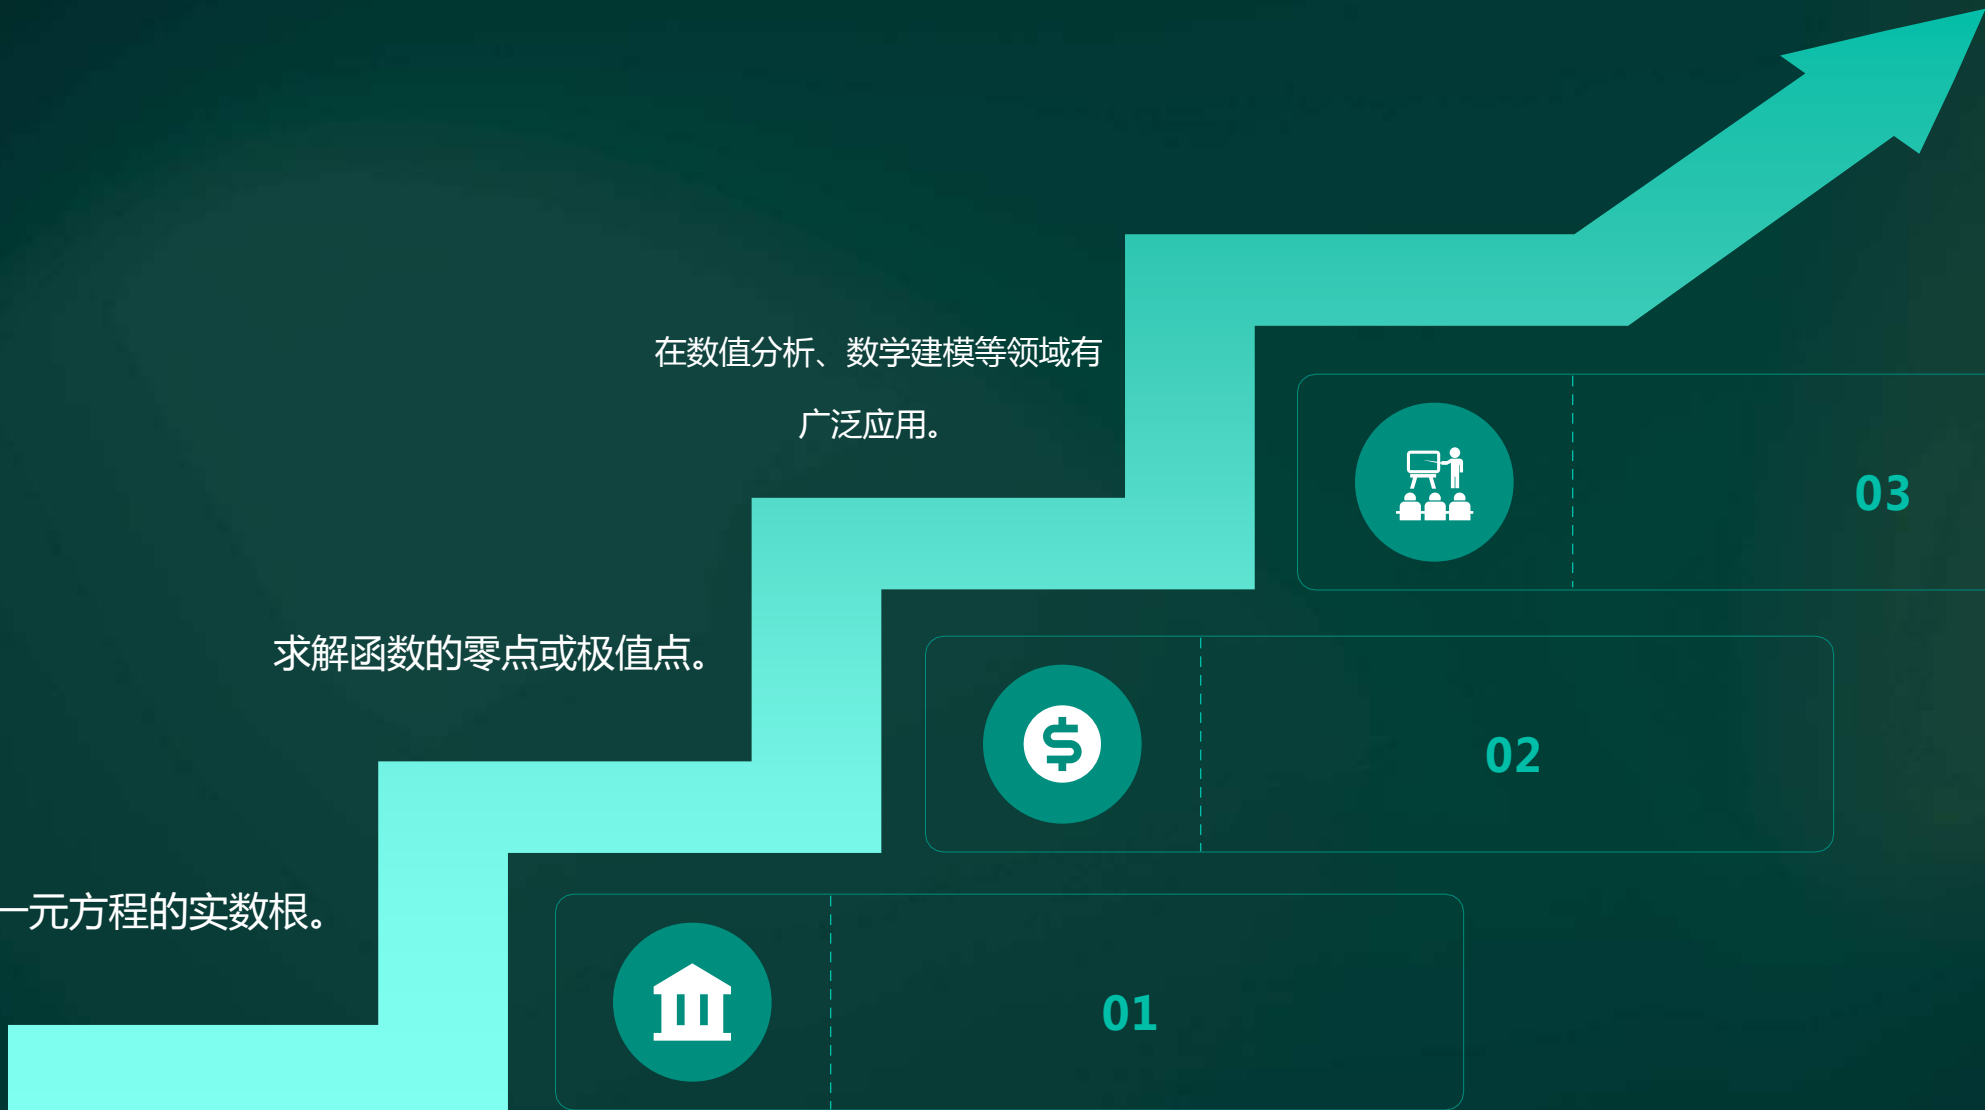 在数值分析、数学建模等领域有
广泛应用。
03
求解函数的零点或极值点。
02
一元方程的实数根。
01